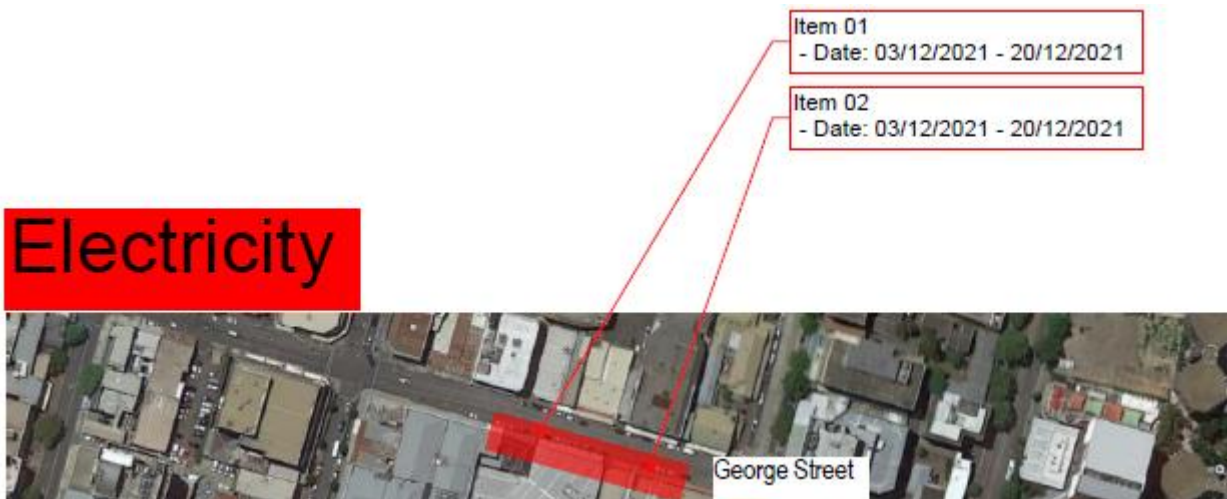 Item 01
- Date: 03/12/2021 - 20/12/2021
Item 02
- Date: 03/12/2021 - 20/12/2021
Electricity
George Street